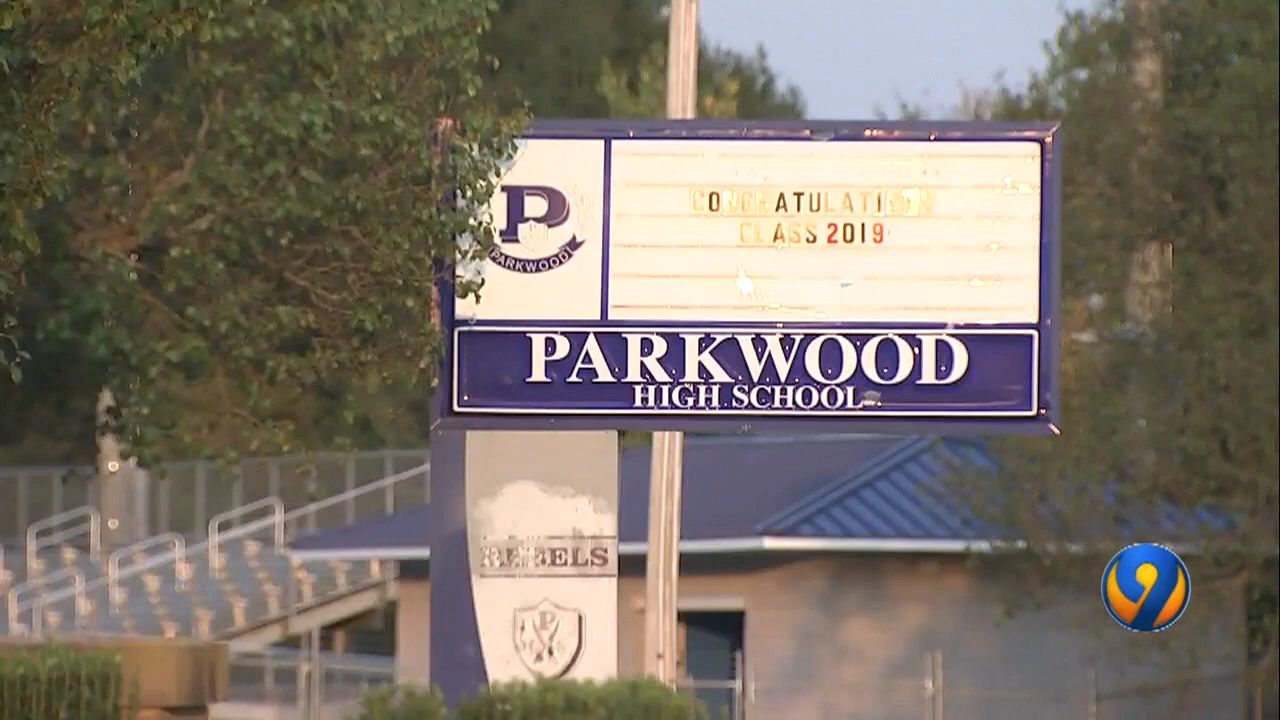 P
PARKWOOD
CONGRATULATIONS
CLASS 2019
PARKWOOD
HIGH SCHOOL
REBELS
P
9